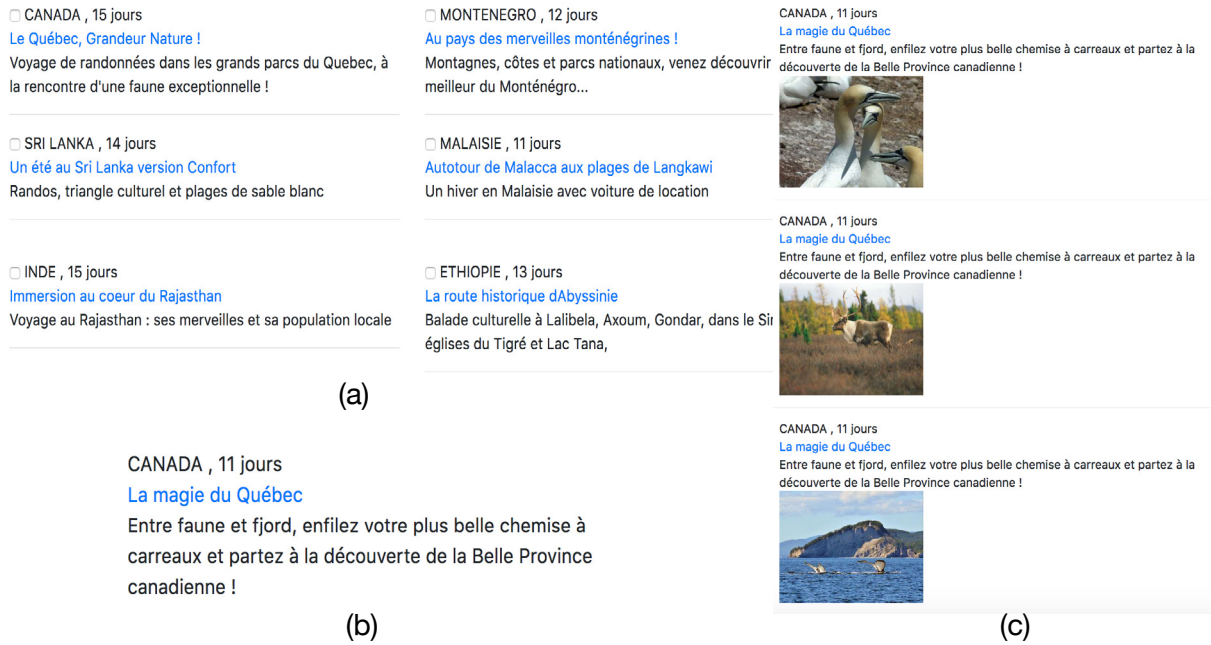 CANADA , 15 jours
Le Québec, Grandeur Nature !
Voyage de randonnées dans les grands parcs du Quebec, à
la rencontre d'une faune exceptionnelle !
MONTENEGRO , 12 jours
Au pays des merveilles monténégrines !
Montagnes, côtes et parcs nationaux, venez découvrir
meilleur du Monténégro...
SRI LANKA , 14 jours
Un été au Sri Lanka version Confort
Randos, triangle culturel et plages de sable blanc
MALAISIE , 11 jours
Autotour de Malacca aux plages de Langkawi
Un hiver en Malaisie avec voiture de location
INDE , 15 jours
Immersion au coeur du Rajasthan
Voyage au Rajasthan : ses merveilles et sa population locale
ETHIOPIE , 13 jours
La route historique dAbyssinie
Balade culturelle à Lalibela, Axoum, Gondar, dans le
églises du Tigré et Lac Tana,
(a)
CANADA , 11 jours
La magie du Québec
Entre faune et fjord, enfilez votre plus belle chemise à
carreaux et partez à la découverte de la Belle Province
canadienne !
(b)
CANADA , 11 jours
La magie du Québec
Entre faune et fjord, enfilez votre plus belle chemise à carreaux et partez à la
découverte de la Belle Province canadienne !
CANADA , 11 jours
La magie du Québec
Entre faune et fjord, enfilez votre plus belle chemise à carreaux et partez à la
découverte de la Belle Province canadienne !
CANADA , 11 jours
La magie du Québec
Entre faune et fjord, enfilez votre plus belle chemise à carreaux et partez à la
découverte de la Belle Province canadienne !
(c)